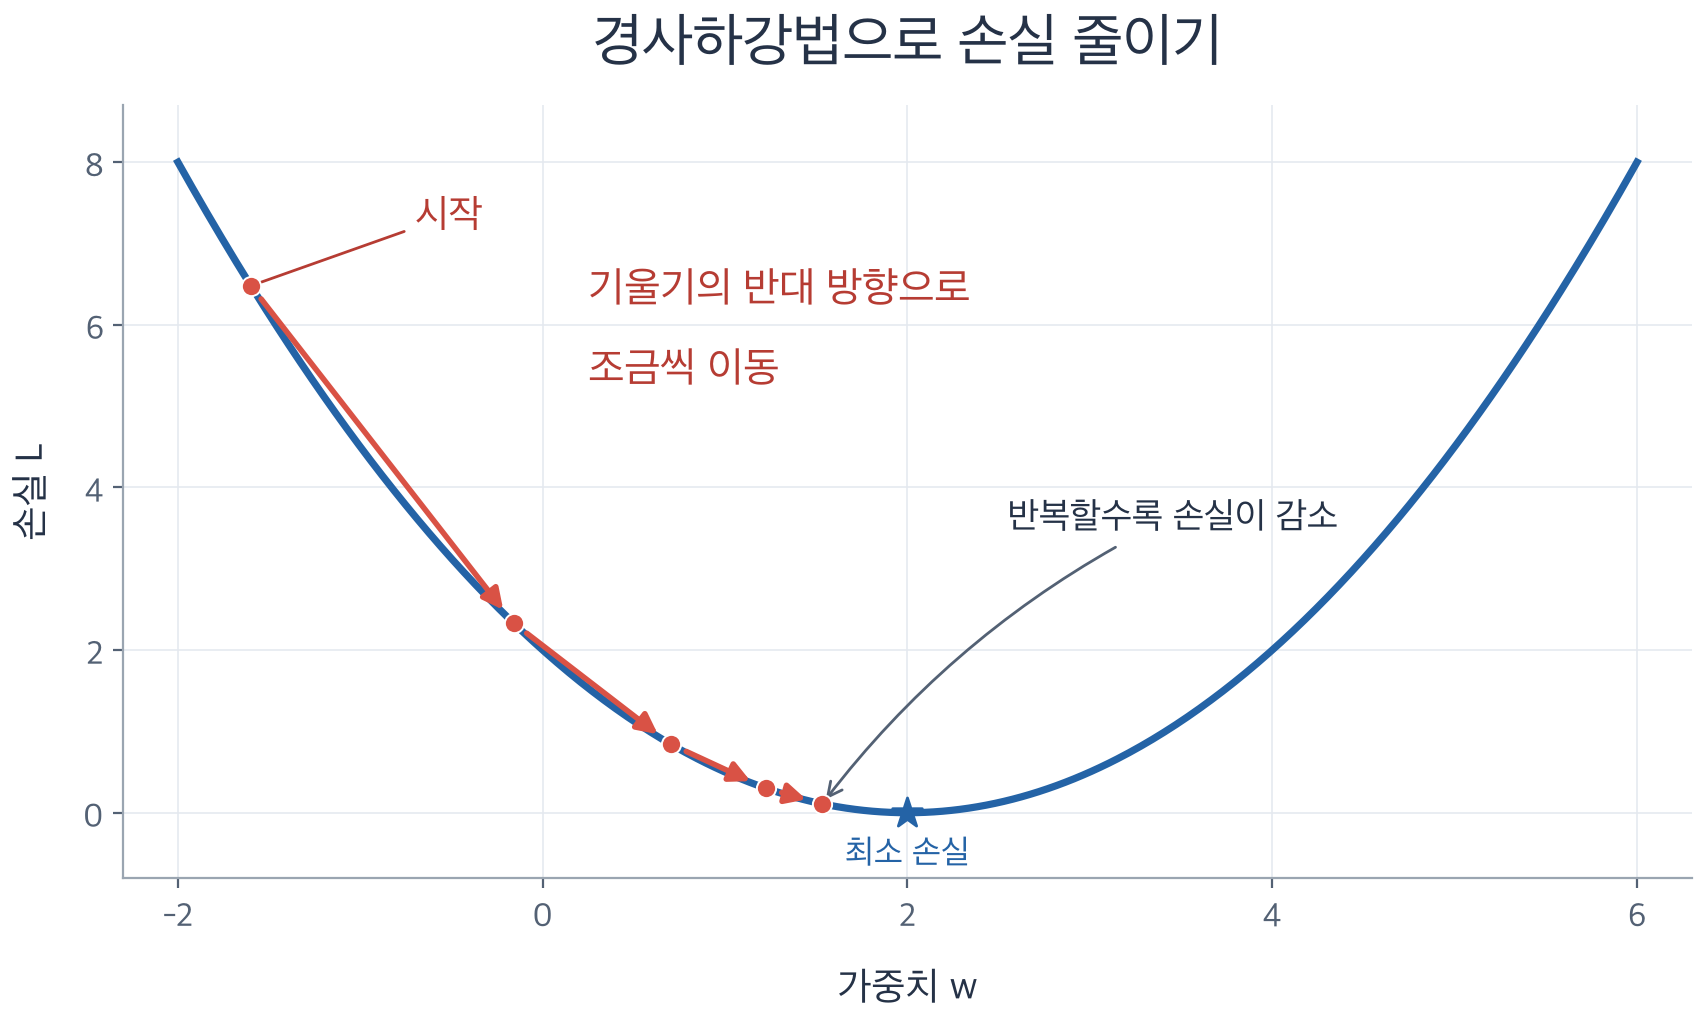 경사하강법으로 손실 줄이기
8
시작
기울기의 반대 방향으로
6
조금씩 이동
손실 L
4
반복할수록 손실이 감소
2
0
최소 손실
-2 0 2 4 6
가중치 w